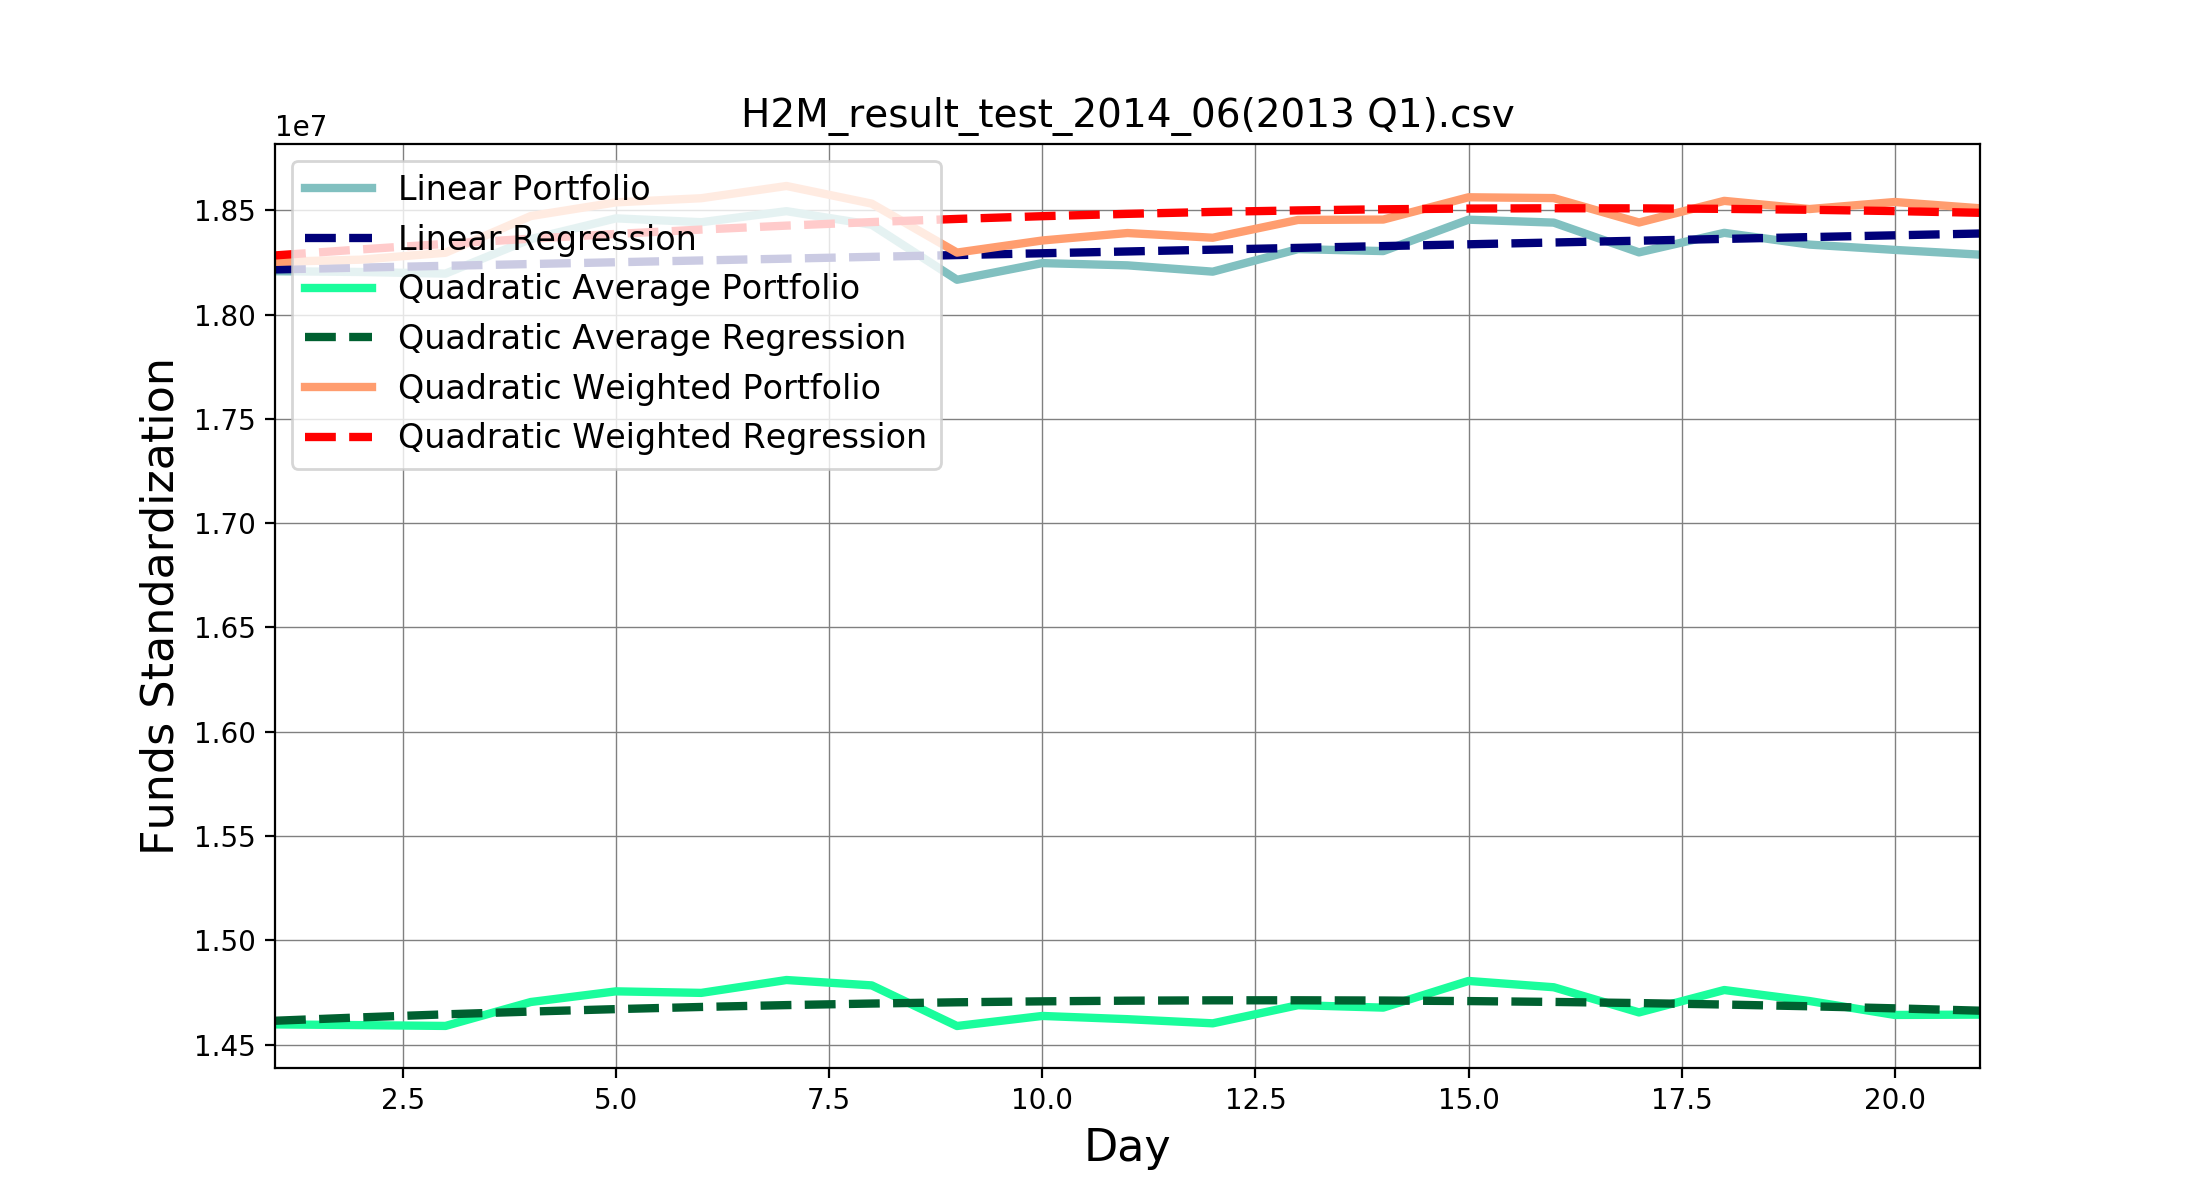 H2M_result_test_2014_06(2013 Q1).csv
1e7
Linear Portfolio
Linear Regression
Quadratic Average Portfolio
Quadratic Average Regression
Quadratic Weighted Portfolio
Quadratic Weighted Regression
1.85
1.80
1.75
1.70
1.65
1.60
1.55
1.50
1.45
Funds Standardization
2.5 5.0 7.5 10.0 12.5 15.0 17.5 20.0
Day